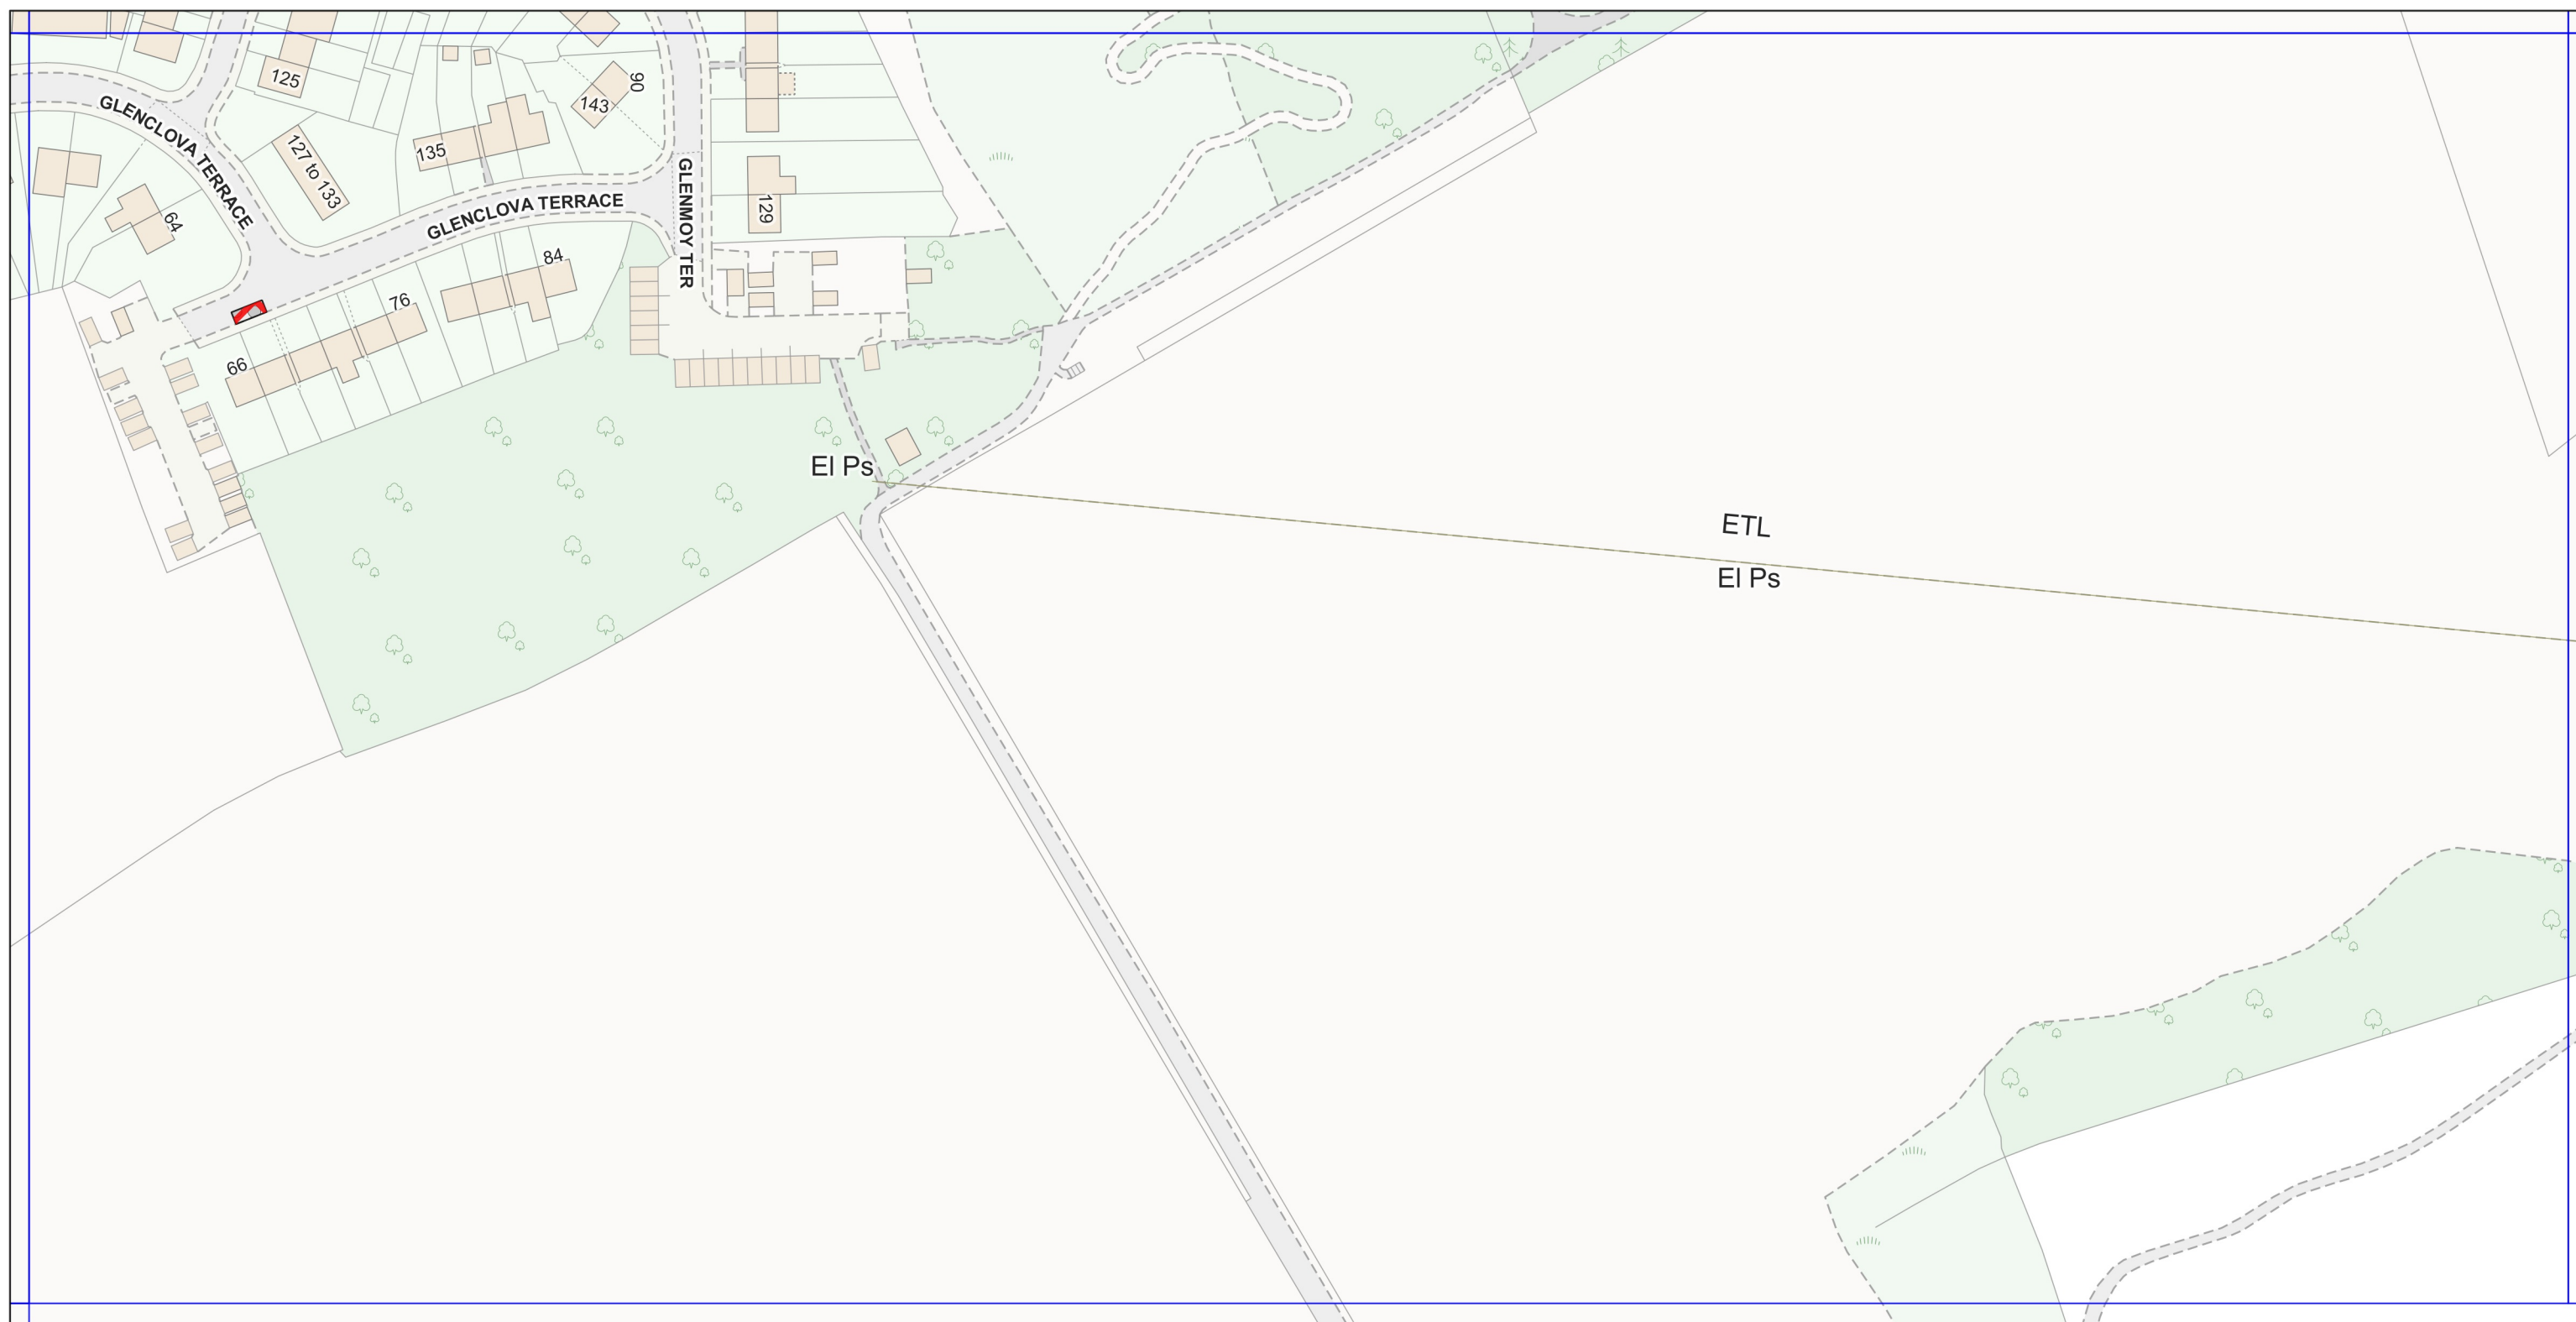 125
143
90
GLENCLOVA TERRACE
127 to 133
135
GLENMOY TER
GLENCLOVA TERRACE
129
64
84
76
66
El Ps
ETL
El Ps